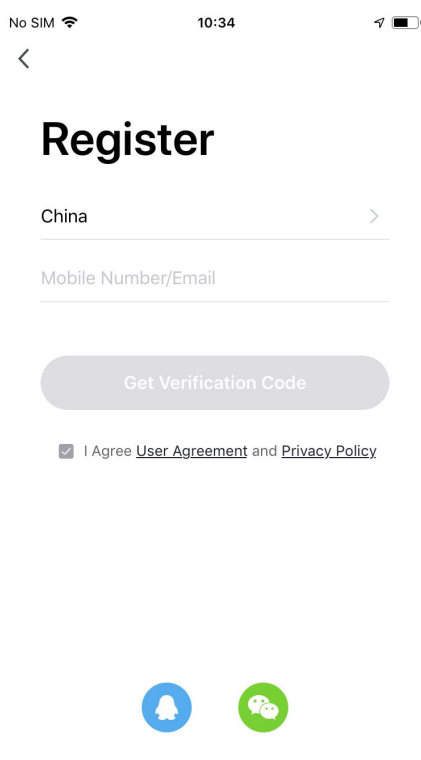 No SIM 10:34
Register
China
Mobile Number/Email
Get Verification Code
I Agree User Agreement and Privacy Policy